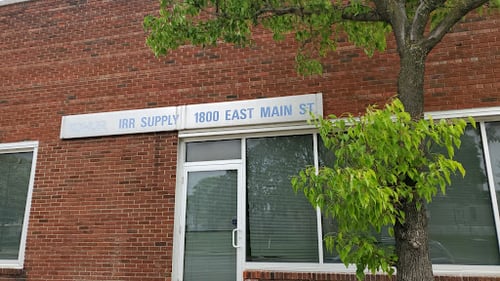 IRR SUPPLY 1800 EAST MAIN ST